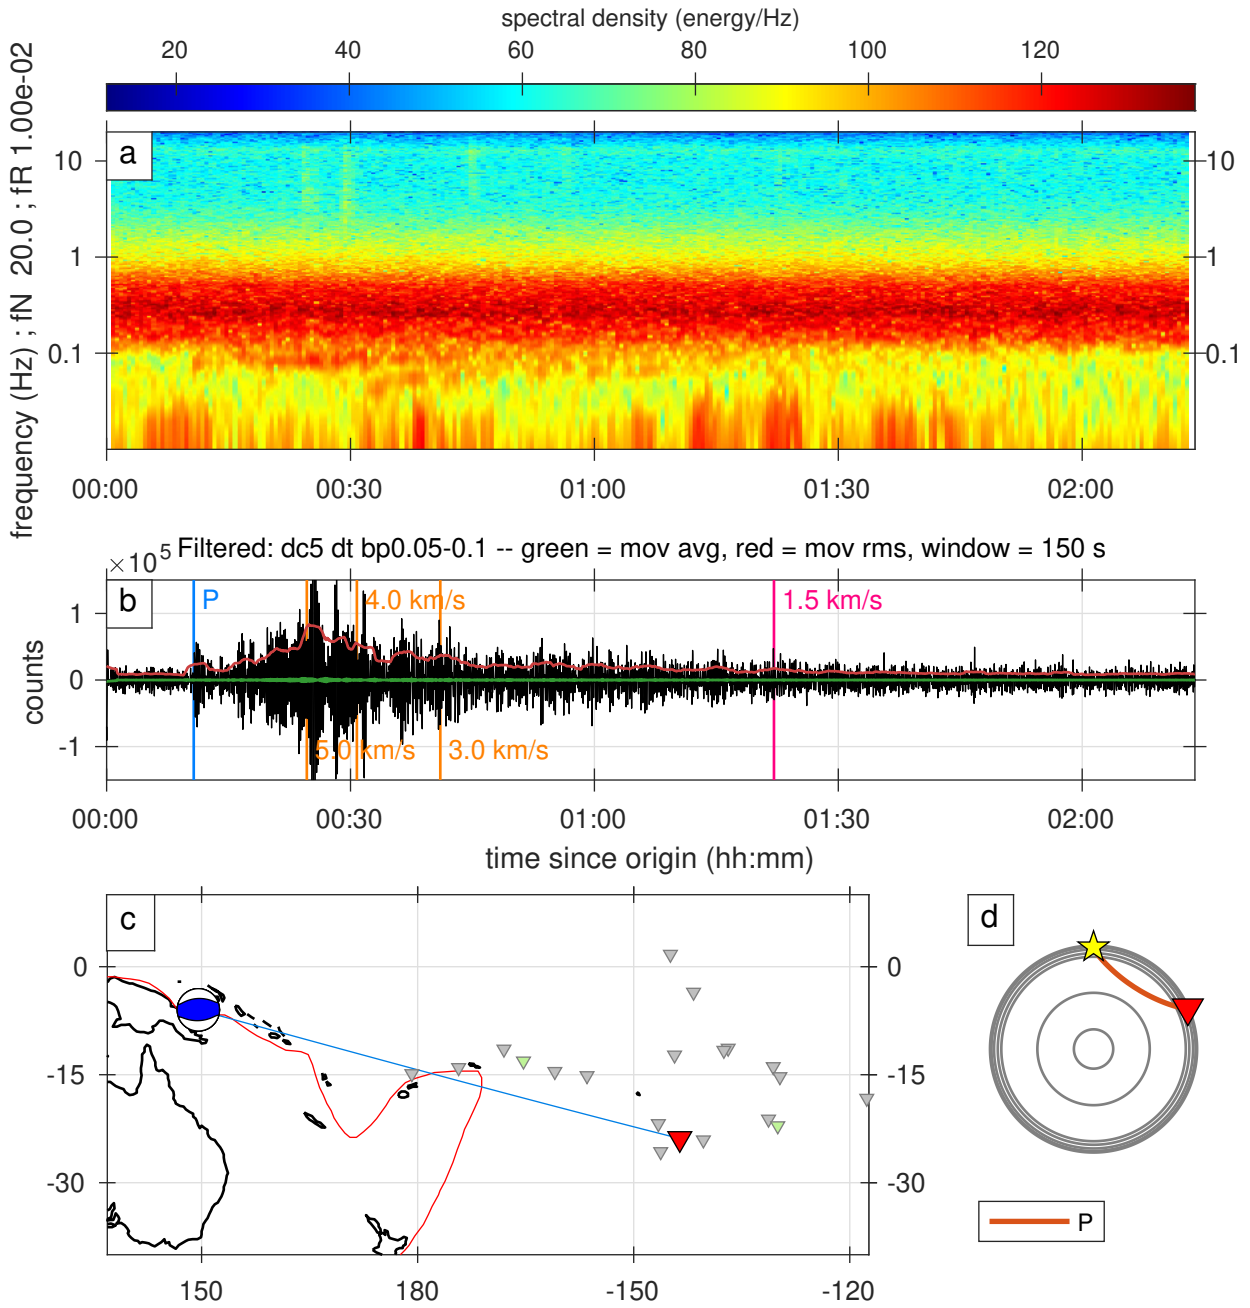 spectral density (energy/Hz)
20 40 60 80 100 120
frequency (Hz) ; fN 20.0 ; fR 1.00e-02
a
10 10
1 1
0.1 0.1
00:00 00:30 01:00 01:30 02:00
×10^5 Filtered: dc5 dt bp0.05-0.1 -- green = mov avg, red = mov rms, window = 150 s
b
P 4.0 km/s 1.5 km/s
counts
1
0
-1
5.0 km/s 3.0 km/s
00:00 00:30 01:00 01:30 02:00
time since origin (hh:mm)
c
d
0 0
-15 -15
-30 -30
150 180 -150 -120
P